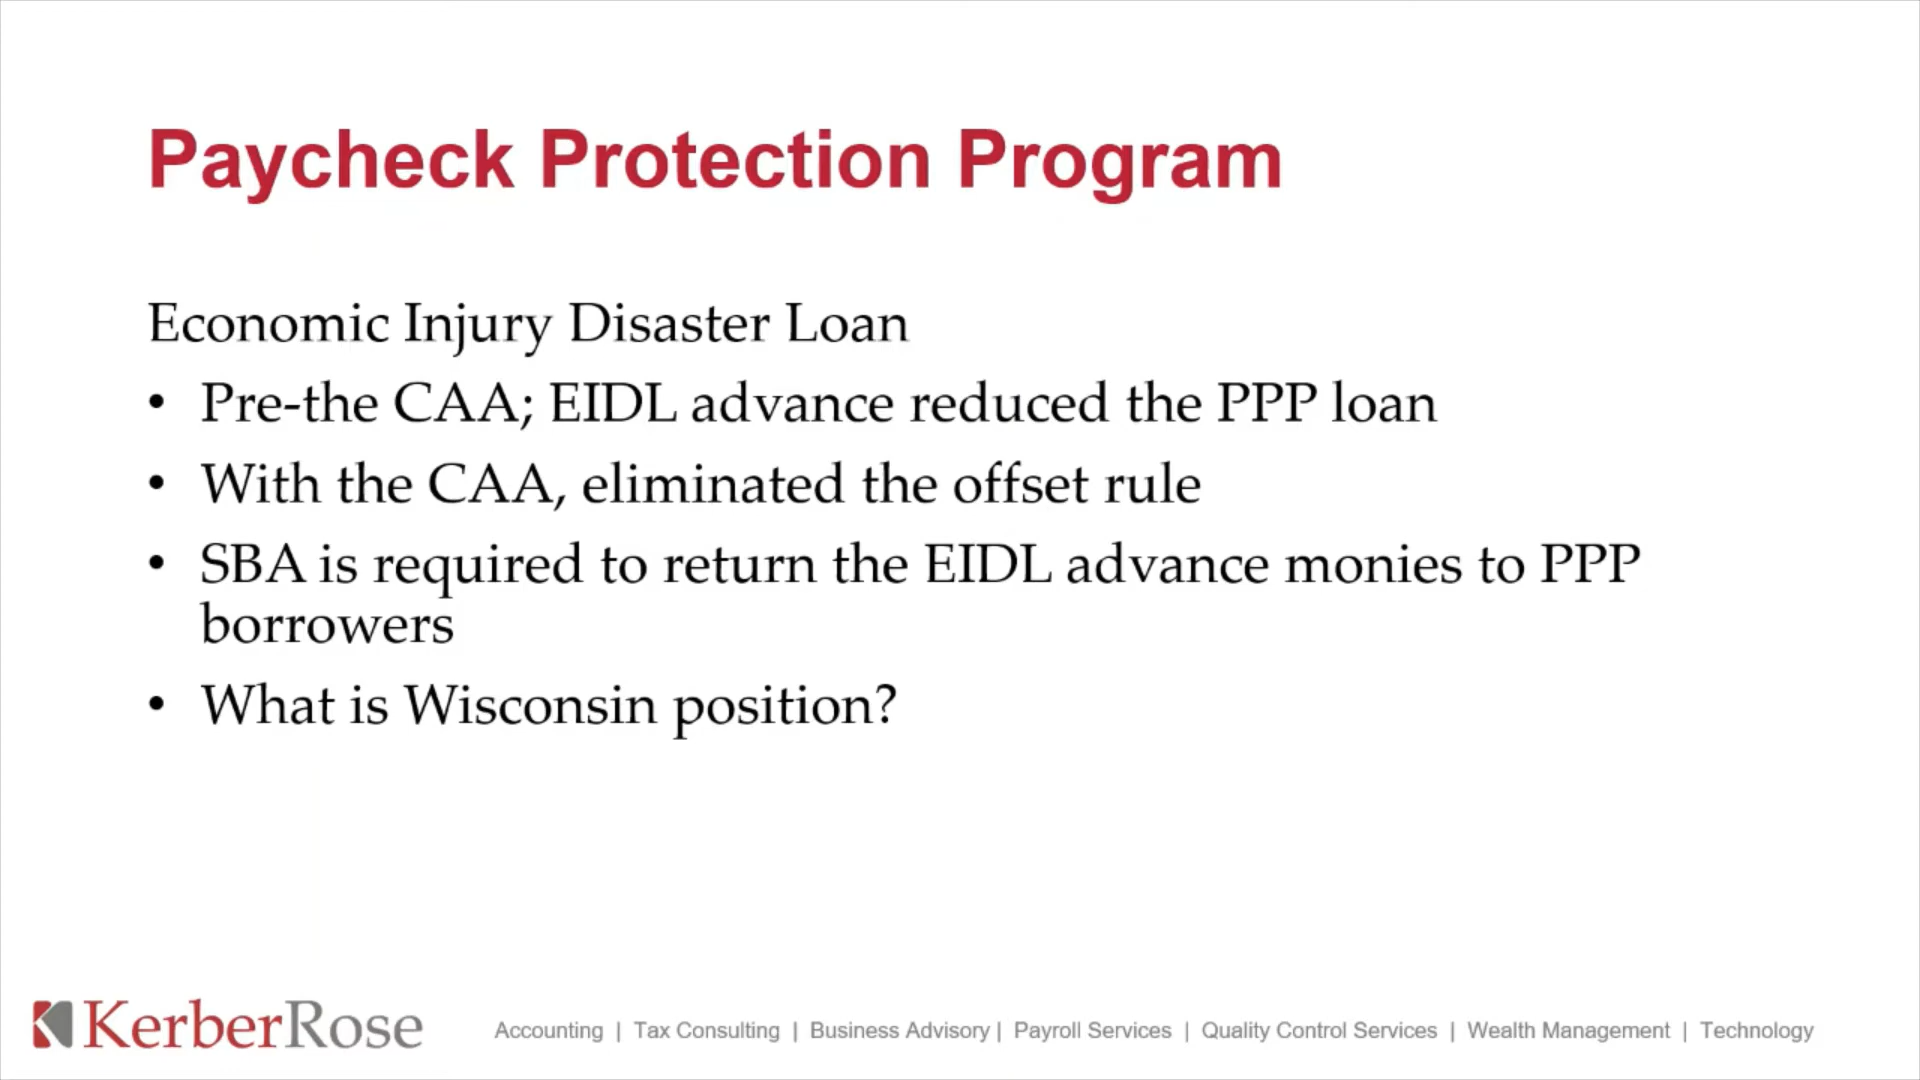 Paycheck Protection Program
Economic Injury Disaster Loan
• Pre-the CAA; EIDL advance reduced the PPP loan
• With the CAA, eliminated the offset rule
• SBA is required to return the EIDL advance monies to PPP
borrowers
• What is Wisconsin position?
KerberRose
Accounting | Tax Consulting | Business Advisory | Payroll Services | Quality Control Services | Wealth Management | Technology